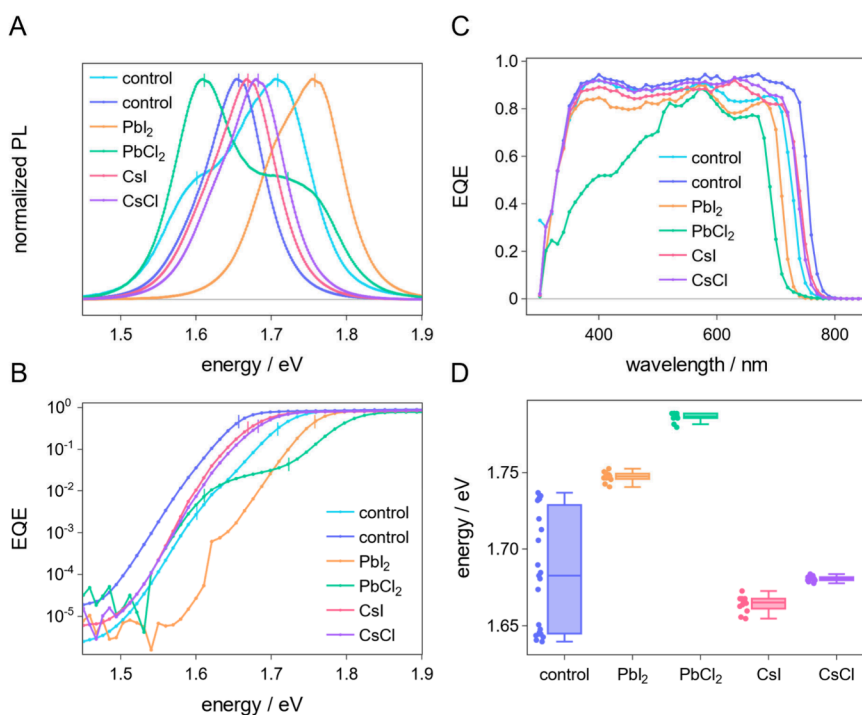 A
normalized PL
control
control
PbI₂
PbCl₂
CsI
CsCl
1.5
1.6
1.7
1.8
1.9
energy / eV
B
EQE
10⁰
10⁻¹
10⁻²
10⁻³
10⁻⁴
10⁻⁵
control
control
PbI₂
PbCl₂
CsI
CsCl
1.5
1.6
1.7
1.8
1.9
energy / eV
C
EQE
1.0
0.8
0.6
0.4
0.2
0
control
control
PbI₂
PbCl₂
CsI
CsCl
400
600
800
wavelength / nm
D
energy / eV
1.75
1.70
1.65
control
PbI₂
PbCl₂
CsI
CsCl